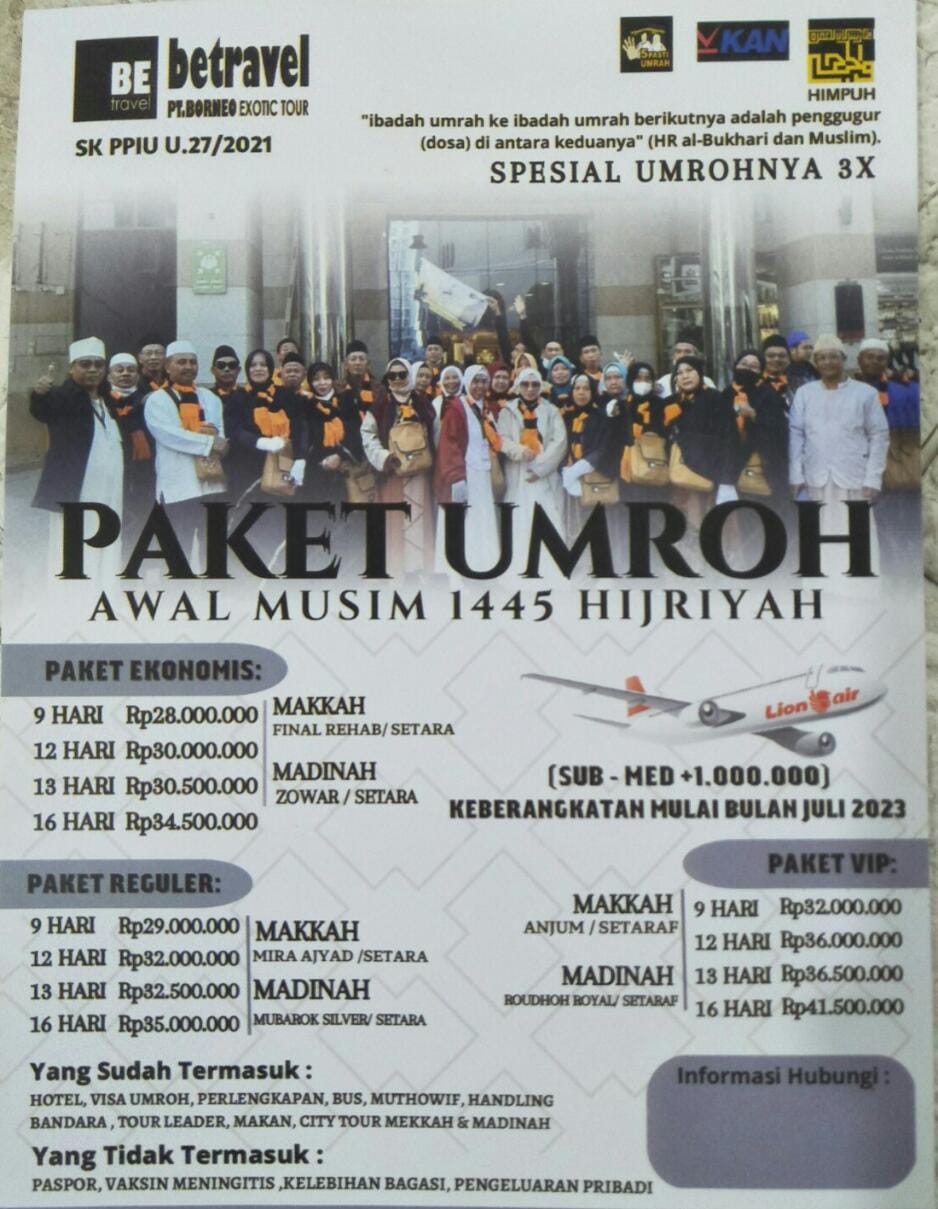 BE
travel
betravel
PT.BORNEO EXOTIC TOUR
SK PPIU U.27/2021
5 PASTI
UMRAH
KAN
HIMPUH
"ibadah umrah ke ibadah umrah berikutnya adalah penggugur
(dosa) di antara keduanya" (HR al-Bukhari dan Muslim).
SPESIAL UMROHNYA 3X
PAKET UMROH
AWAL MUSIM 1445 HIJRIYAH
PAKET EKONOMIS:
9 HARI Rp28.000.000
12 HARI Rp30.000.000
13 HARI Rp30.500.000
16 HARI Rp34.500.000
MAKKAH
FINAL REHAB/ SETARA
MADINAH
ZOWAR / SETARA
Lion air
(SUB - MED +1.000.000)
KEBERANGKATAN MULAI BULAN JULI 2023
PAKET REGULER:
9 HARI Rp29.000.000
12 HARI Rp32.000.000
13 HARI Rp32.500.000
16 HARI Rp35.000.000
MAKKAH
MIRA AJYAD /SETARA
MADINAH
MUBAROK SILVER/ SETARA
PAKET VIP:
MAKKAH
ANJUM / SETARAF
MADINAH
ROUDHOH ROYAL/ SETARAF
9 HARI Rp32.000.000
12 HARI Rp36.000.000
13 HARI Rp36.500.000
16 HARI Rp41.500.000
Yang Sudah Termasuk :
HOTEL, VISA UMROH, PERLENGKAPAN, BUS, MUTHOWIF, HANDLING
BANDARA , TOUR LEADER, MAKAN, CITY TOUR MEKKAH & MADINAH
Yang Tidak Termasuk :
PASPOR, VAKSIN MENINGITIS ,KELEBIHAN BAGASI, PENGELUARAN PRIBADI
Informasi Hubungi :